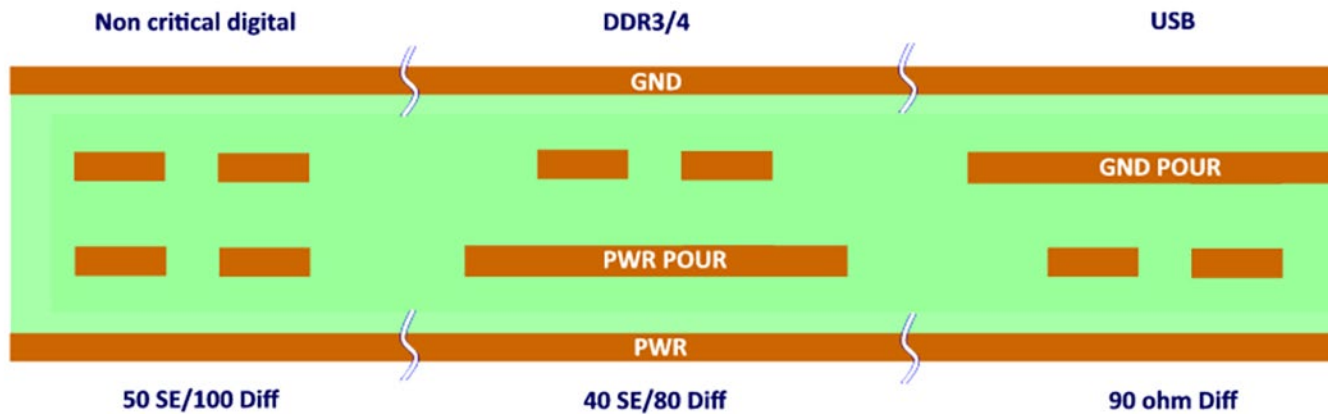 Non critical digital
DDR3/4
USB
GND
GND POUR
PWR POUR
PWR
50 SE/100 Diff
40 SE/80 Diff
90 ohm Diff